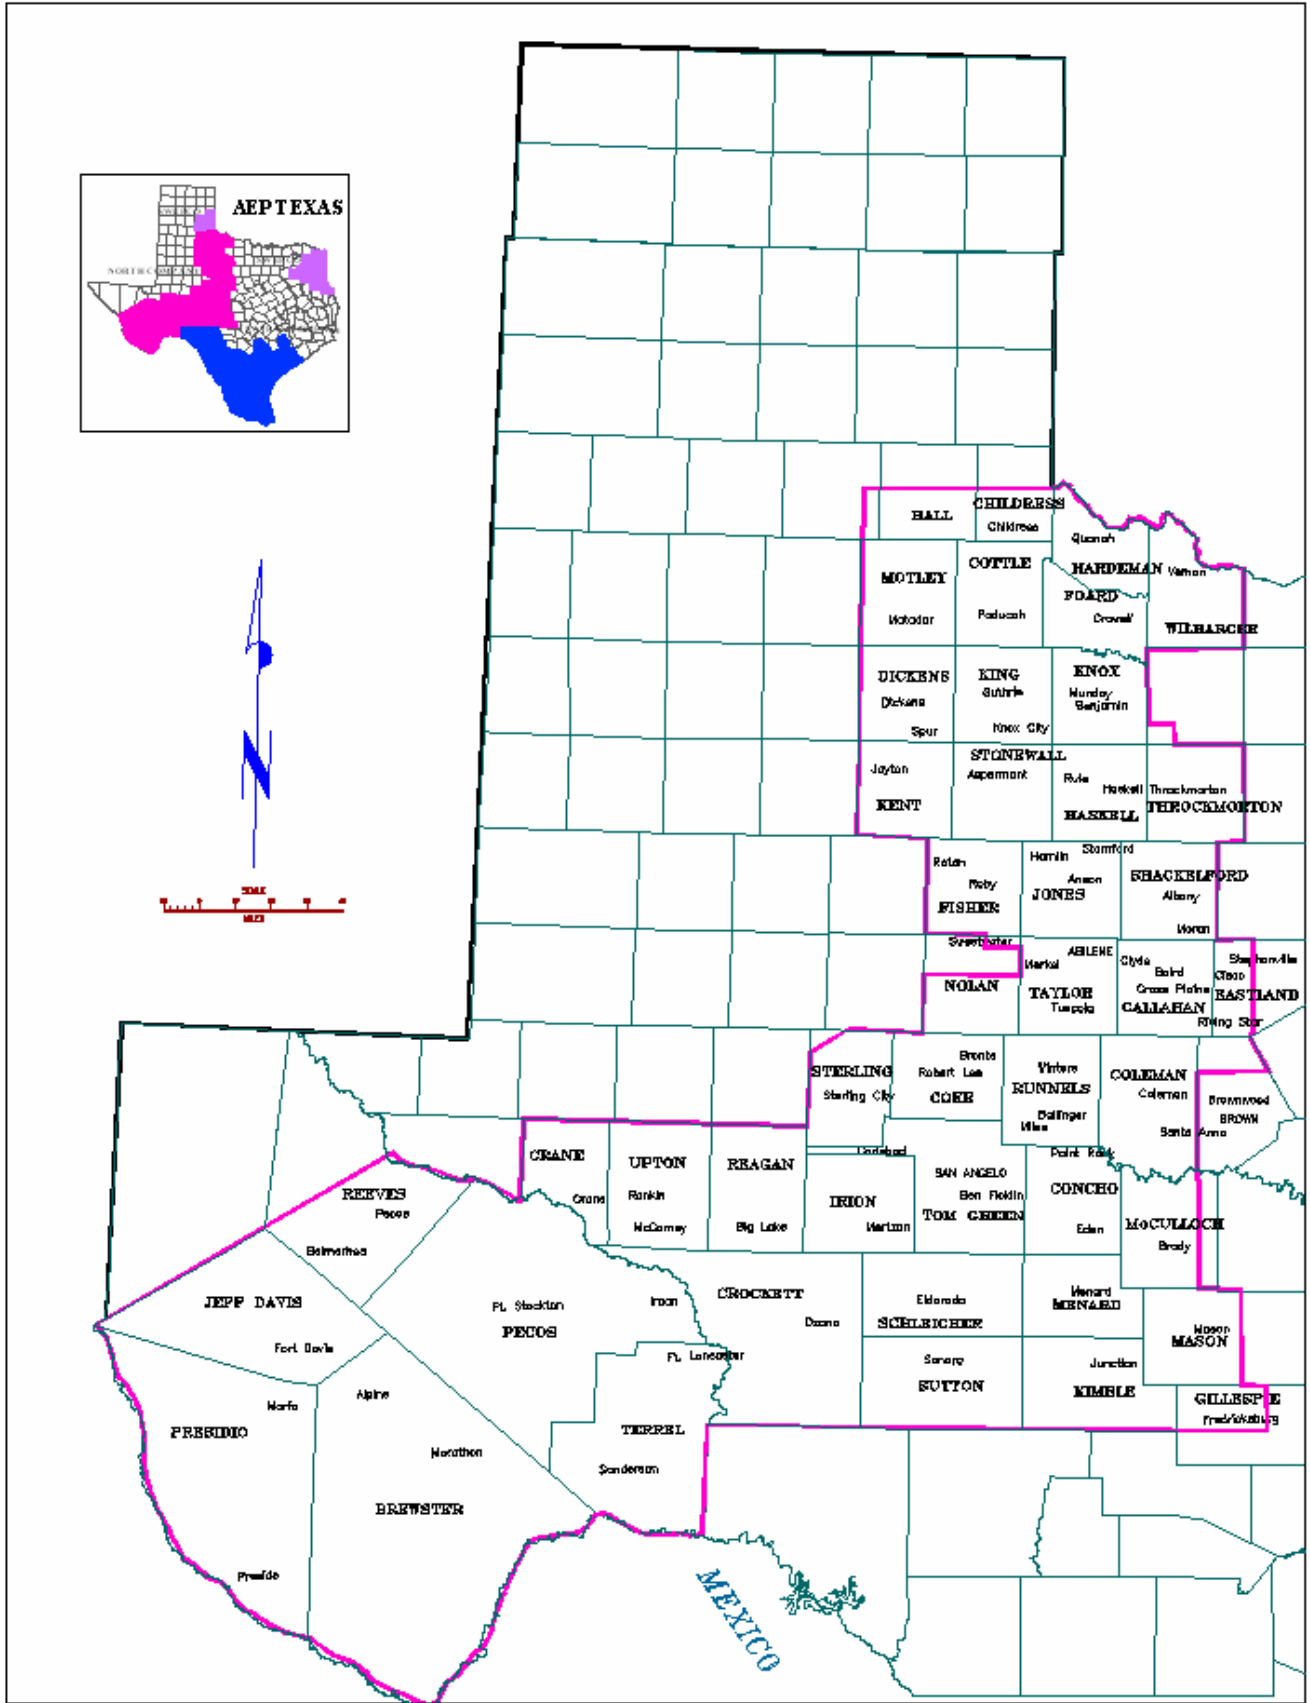 AEP TEXAS
NORTH COMPANY
SCALE
MILES
HALL
CHILDRESS
Childress
Quanah
MOTLEY
COTTLE
HARDEMAN
Vernon
FOARD
Matador
Paducah
Crowell
WILBARGER
DICKENS
KING
KNOX
Dickens
Guthrie
Munday
Benjamin
Spur
Knox City
STONEWALL
Jayton
Aspermont
Rule
Haskell
Throckmorton
KENT
HASKELL
THROCKMORTON
Rotan
Hamlin
Stamford
Roby
Anson
SHACKELFORD
JONES
Albany
FISHER
Moran
Sweetwater
ABILENE
Clyde
Stephenville
Merkel
Baird
Cisco
NOLAN
TAYLOR
Cross Plains
EASTLAND
Tuscola
CALLAHAN
Rising Star
STERLING
Bronte
Robert Lee
Winters
COLEMAN
Sterling City
COKE
RUNNELS
Coleman
Brownwood
Ballinger
BROWN
Miles
Santa Anna
Carlsbad
Paint Rock
CRANE
UPTON
REAGAN
SAN ANGELO
CONCHO
REEVES
Crane
Rankin
IRION
Ben Ficklin
Pecos
TOM GREEN
McCULLOCH
McCamey
Big Lake
Mertzon
Eden
Brady
Balmorhea
JEFF DAVIS
Ft. Stockton
Iraan
CROCKETT
Eldorado
Menard
MENARD
PECOS
Ozona
SCHLEICHER
Mason
MASON
Fort Davis
Ft. Lancaster
Sonora
Junction
Alpine
SUTTON
KIMBLE
GILLESPIE
Marfa
Fredricksburg
PRESIDIO
TERREL
Marathon
Sanderson
BREWSTER
Presidio
MEXICO